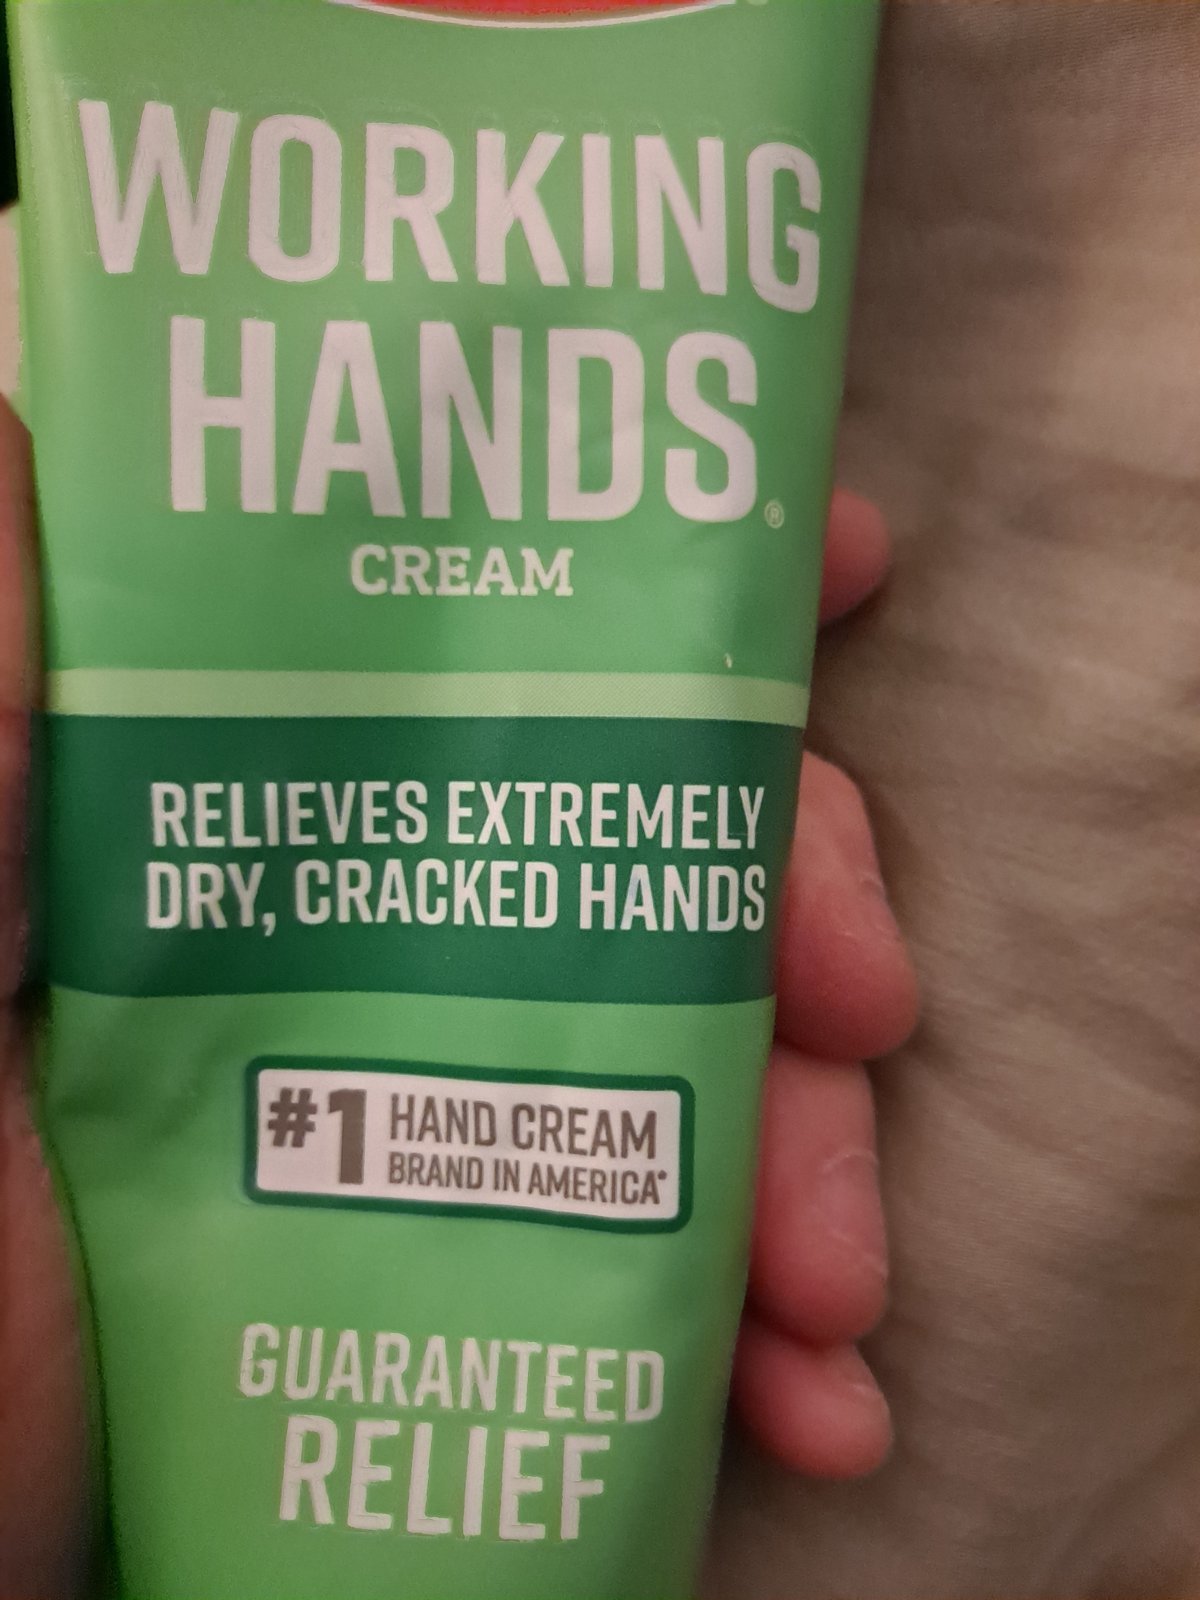 WORKING
HANDS®
CREAM
RELIEVES EXTREMELY
DRY, CRACKED HANDS
#1 HAND CREAM
BRAND IN AMERICA*
GUARANTEED
RELIEF